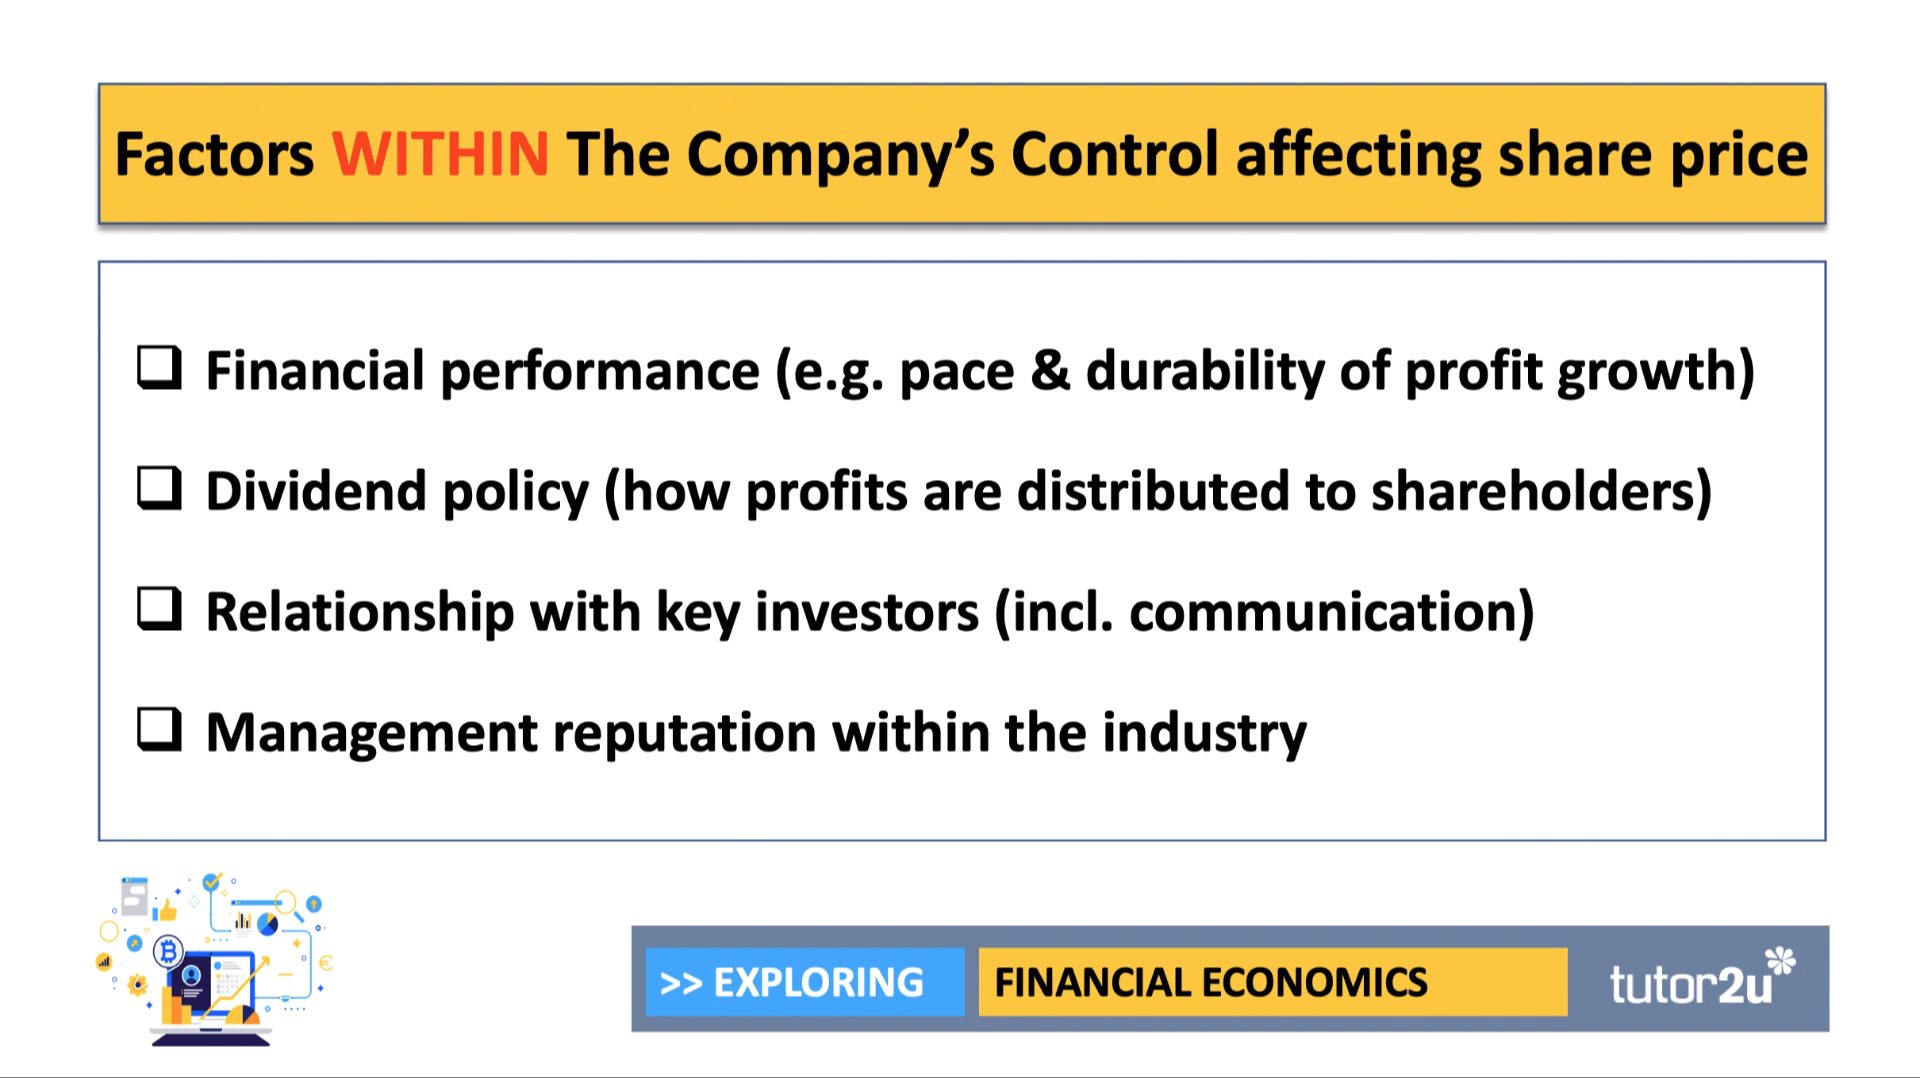 Factors WITHIN The Company’s Control affecting share price
❑ Financial performance (e.g. pace & durability of profit growth)
❑ Dividend policy (how profits are distributed to shareholders)
❑ Relationship with key investors (incl. communication)
❑ Management reputation within the industry
>> EXPLORING FINANCIAL ECONOMICS tutor2u